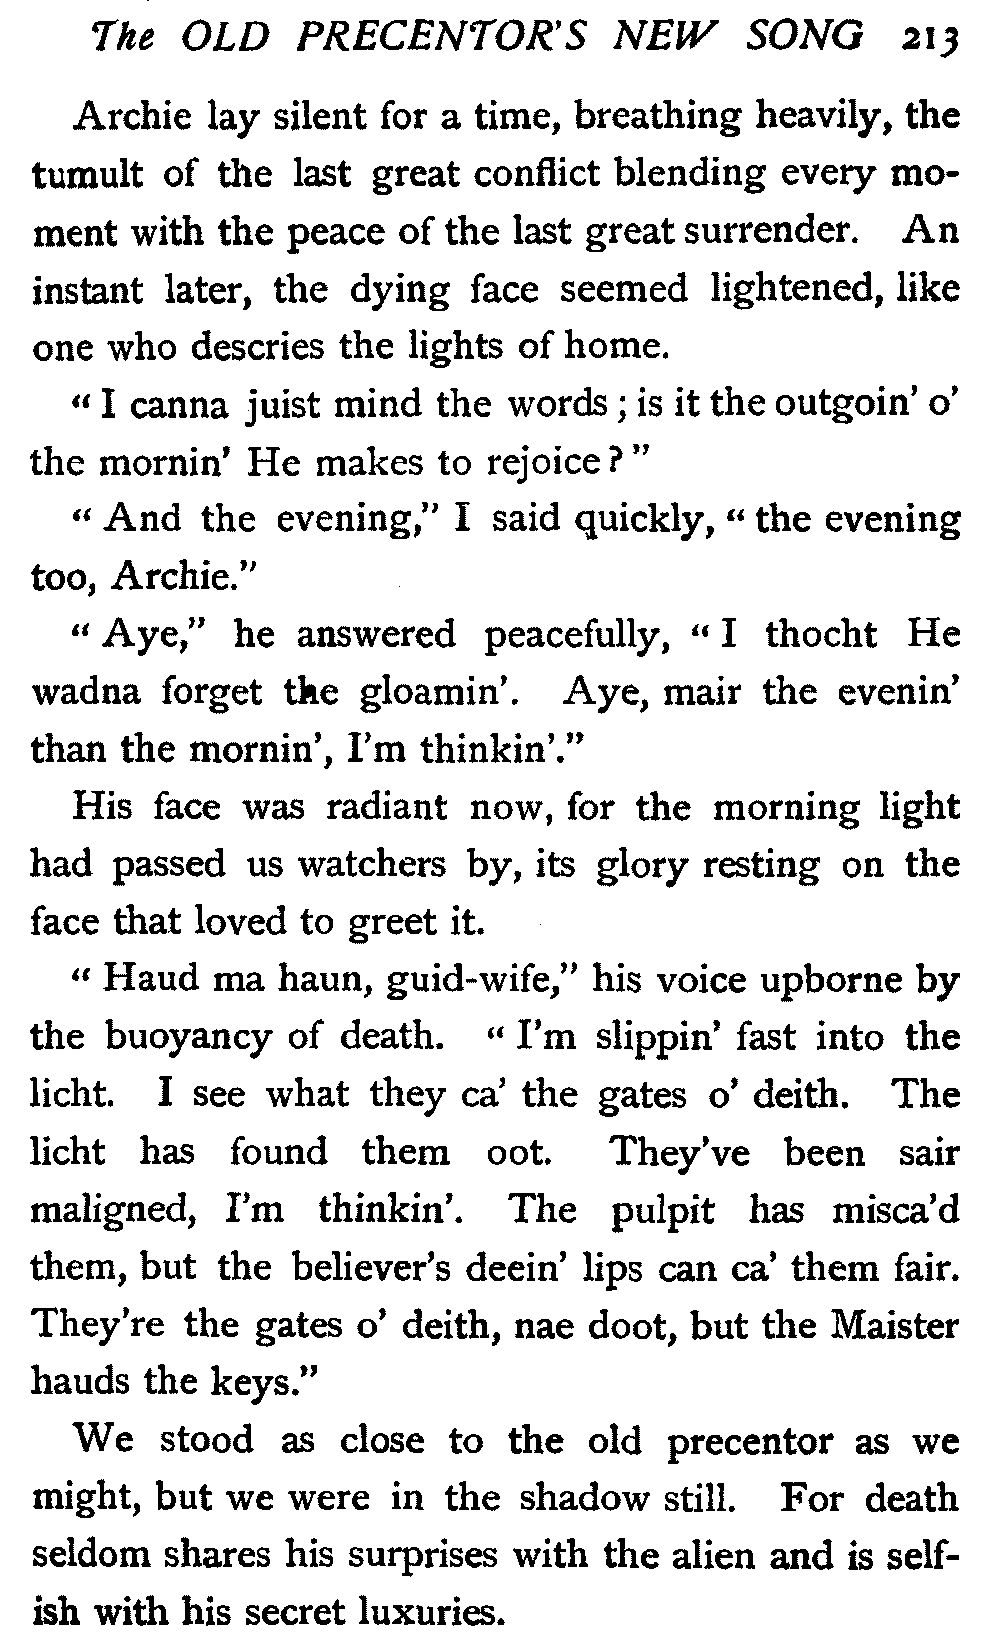 The OLD PRECENTOR'S NEW SONG 213
Archie lay silent for a time, breathing heavily, the
tumult of the last great conflict blending every mo-
ment with the peace of the last great surrender. An
instant later, the dying face seemed lightened, like
one who descries the lights of home.
“ I canna juist mind the words ; is it the outgoin’ o’
the mornin’ He makes to rejoice ? ”
“ And the evening,” I said quickly, “ the evening
too, Archie.”
“ Aye,” he answered peacefully, “ I thocht He
wadna forget the gloamin’. Aye, mair the evenin’
than the mornin’, I’m thinkin’.”
His face was radiant now, for the morning light
had passed us watchers by, its glory resting on the
face that loved to greet it.
“ Haud ma haun, guid-wife,” his voice upborne by
the buoyancy of death. “ I’m slippin’ fast into the
licht. I see what they ca’ the gates o’ deith. The
licht has found them oot. They’ve been sair
maligned, I’m thinkin’. The pulpit has misca’d
them, but the believer’s deein’ lips can ca’ them fair.
They’re the gates o’ deith, nae doot, but the Maister
hauds the keys.”
We stood as close to the old precentor as we
might, but we were in the shadow still. For death
seldom shares his surprises with the alien and is self-
ish with his secret luxuries.